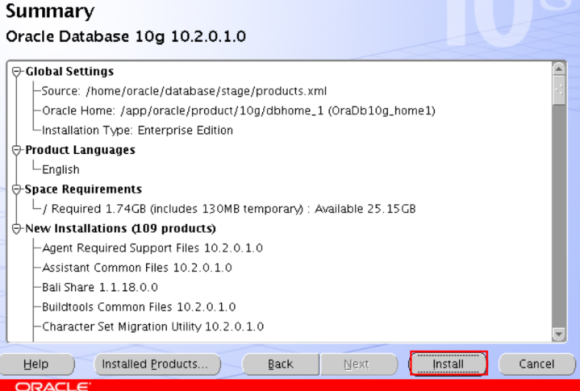 Summary
Oracle Database 10g 10.2.0.1.0
Global Settings
Source: /home/oracle/database/stage/products.xml
Oracle Home: /app/oracle/product/10g/dbhome_1 (OraDb10g_home1)
Installation Type: Enterprise Edition
Product Languages
English
Space Requirements
/ Required 1.74GB (includes 130MB temporary) : Available 25.15GB
New Installations (109 products)
Agent Required Support Files 10.2.0.1.0
Assistant Common Files 10.2.0.1.0
Bali Share 1.1.18.0.0
Buildtools Common Files 10.2.0.1.0
Character Set Migration Utility 10.2.0.1.0
Help Installed Products... Back Next Install Cancel
ORACLE